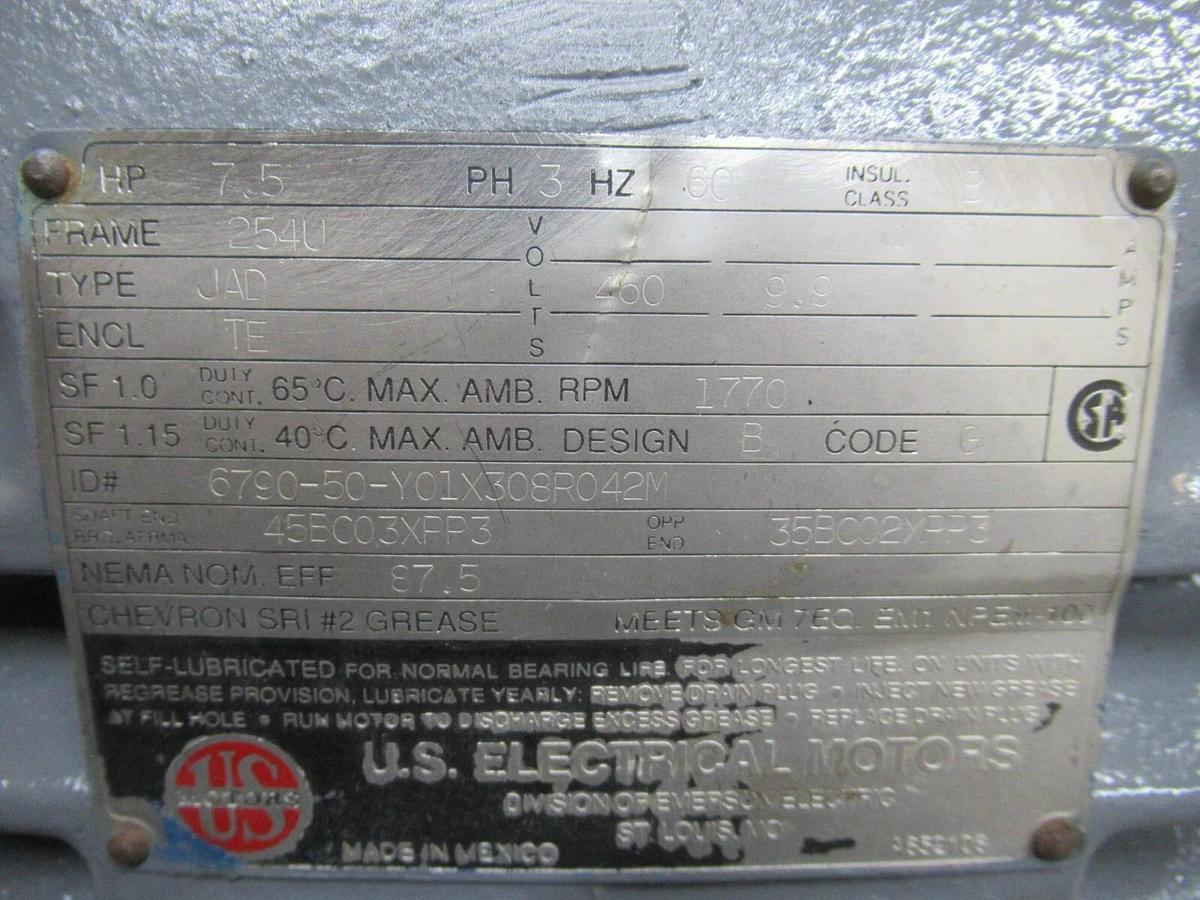 HP 7.5 PH 3 HZ 60 INSUL. CLASS B
FRAME 254U VOLTS AMPS
TYPE JAD 460 9.9
ENCL TE
SF 1.0 DUTY CONT. 65°C. MAX. AMB. RPM 1770
SF 1.15 DUTY CONT. 40°C. MAX. AMB. DESIGN B CODE G
ID# 6790-50-Y01X308R042M
SHAFT END BRG. AFBMA 45BC03XPP3 OPP END 35BC02XPP3
NEMA NOM. EFF 87.5
CHEVRON SRI #2 GREASE MEETS GM 7EQ.
SELF-LUBRICATED FOR NORMAL BEARING LIFE. FOR LONGEST LIFE. ON UNITS WITH
REGREASE PROVISION, LUBRICATE YEARLY: REMOVE DRAIN PLUG • INJECT NEW GREASE
AT FILL HOLE • RUN MOTOR TO DISCHARGE EXCESS GREASE • REPLACE DRAIN PLUG
US MOTORS
U.S. ELECTRICAL MOTORS
DIVISION OF EMERSON ELECTRIC
ST. LOUIS, MO
MADE IN MEXICO